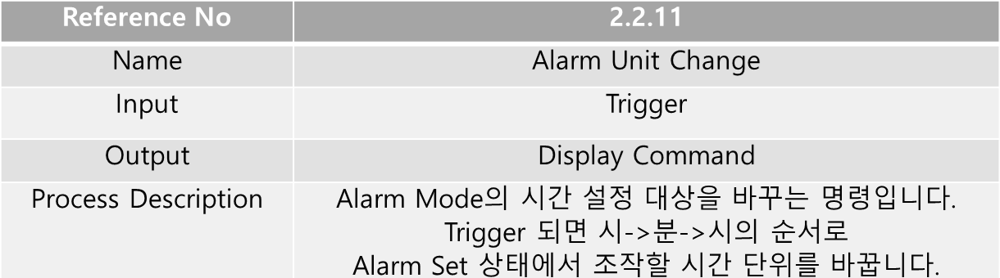 Reference No 2.2.11
Name Alarm Unit Change
Input Trigger
Output Display Command
Process Description Alarm Mode의 시간 설정 대상을 바꾸는 명령입니다.
Trigger 되면 시->분->시의 순서로
Alarm Set 상태에서 조작할 시간 단위를 바꿉니다.